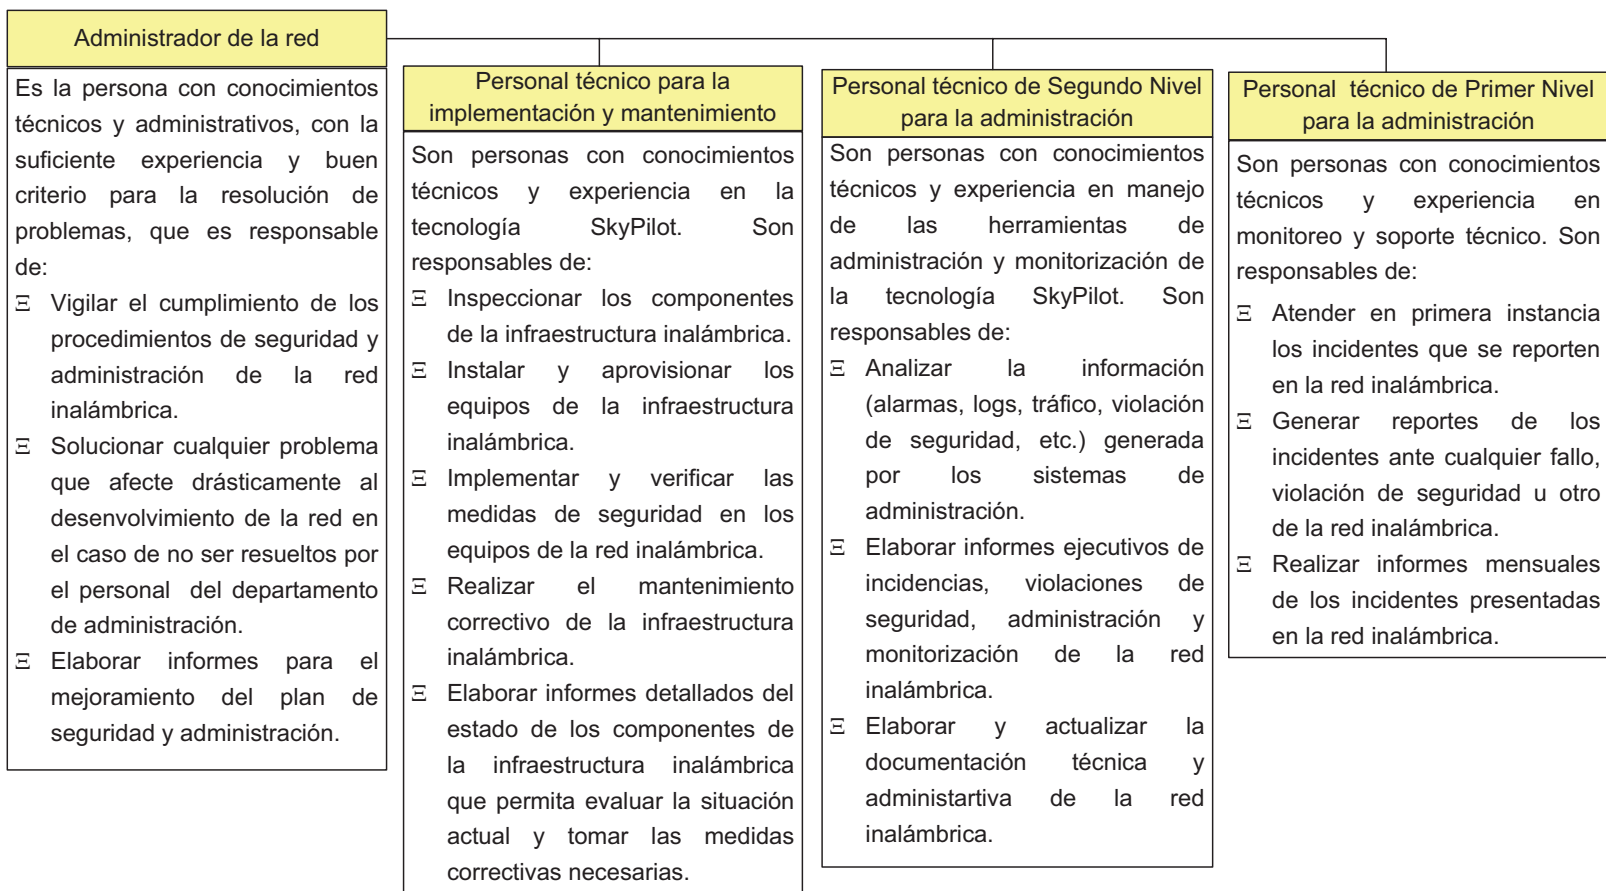 Administrador de la red
Es la persona con conocimientos
técnicos y administrativos, con la
suficiente experiencia y buen
criterio para la resolución de
problemas, que es responsable
de:
Ξ Vigilar el cumplimiento de los
procedimientos de seguridad y
administración de la red
inalámbrica.
Ξ Solucionar cualquier problema
que afecte drásticamente al
desenvolvimiento de la red en
el caso de no ser resueltos por
el personal del departamento
de administración.
Ξ Elaborar informes para el
mejoramiento del plan de
seguridad y administración.
Personal técnico para la
implementación y mantenimiento
Son personas con conocimientos
técnicos y experiencia en la
tecnología SkyPilot. Son
responsables de:
Ξ Inspeccionar los componentes
de la infraestructura inalámbrica.
Ξ Instalar y aprovisionar los
equipos de la infraestructura
inalámbrica.
Ξ Implementar y verificar las
medidas de seguridad en los
equipos de la red inalámbrica.
Ξ Realizar el mantenimiento
correctivo de la infraestructura
inalámbrica.
Ξ Elaborar informes detallados del
estado de los componentes de
la infraestructura inalámbrica
que permita evaluar la situación
actual y tomar las medidas
correctivas necesarias.
Personal técnico de Segundo Nivel
para la administración
Son personas con conocimientos
técnicos y experiencia en manejo
de las herramientas de
administración y monitorización de
la tecnología SkyPilot. Son
responsables de:
Ξ Analizar la información
(alarmas, logs, tráfico, violación
de seguridad, etc.) generada
por los sistemas de
administración.
Ξ Elaborar informes ejecutivos de
incidencias, violaciones de
seguridad, administración y
monitorización de la red
inalámbrica.
Ξ Elaborar y actualizar la
documentación técnica y
administartiva de la red
inalámbrica.
Personal técnico de Primer Nivel
para la administración
Son personas con conocimientos
técnicos y experiencia en
monitoreo y soporte técnico. Son
responsables de:
Ξ Atender en primera instancia
los incidentes que se reporten
en la red inalámbrica.
Ξ Generar reportes de los
incidentes ante cualquier fallo,
violación de seguridad u otro
de la red inalámbrica.
Ξ Realizar informes mensuales
de los incidentes presentadas
en la red inalámbrica.